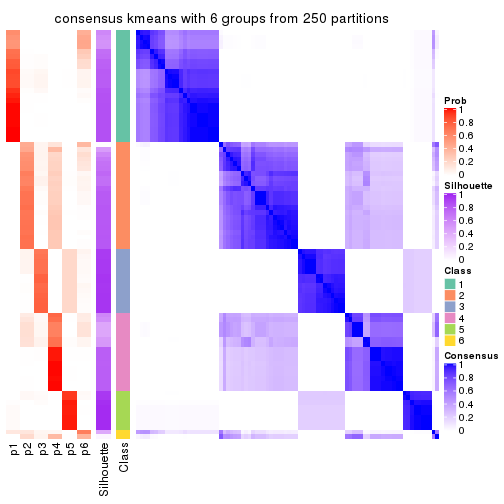 consensus kmeans with 6 groups from 250 partitions
p1
p2
p3
p4
p5
p6
Silhouette
Class
Prob
1
0.8
0.6
0.4
0.2
0
Silhouette
1
0.8
0.6
0.4
0.2
0
Class
1
2
3
4
5
6
Consensus
1
0.8
0.6
0.4
0.2
0